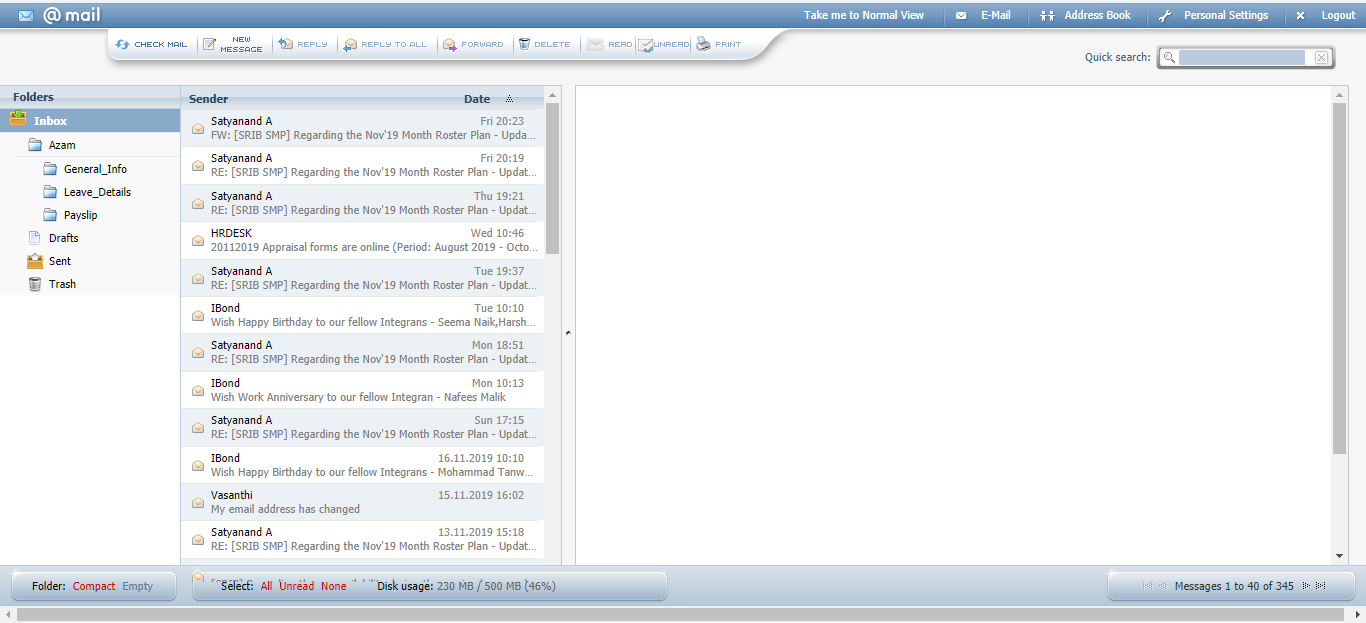 @mail
Take me to Normal View
E-Mail
Address Book
Personal Settings
Logout
CHECK MAIL
NEW
MESSAGE
REPLY
REPLY TO ALL
FORWARD
DELETE
READ
UNREAD
PRINT
Quick search:
Folders
Inbox
Azam
General_Info
Leave_Details
Payslip
Drafts
Sent
Trash
Sender Date
Satyanand A Fri 20:23
FW: [SRIB SMP] Regarding the Nov'19 Month Roster Plan - Upda...
Satyanand A Fri 20:19
RE: [SRIB SMP] Regarding the Nov'19 Month Roster Plan - Updat...
Satyanand A Thu 19:21
RE: [SRIB SMP] Regarding the Nov'19 Month Roster Plan - Updat...
HRDESK Wed 10:46
20112019 Appraisal forms are online (Period: August 2019 - Octo...
Satyanand A Tue 19:37
RE: [SRIB SMP] Regarding the Nov'19 Month Roster Plan - Updat...
IBond Tue 10:10
Wish Happy Birthday to our fellow Integrans - Seema Naik,Harsh...
Satyanand A Mon 18:51
RE: [SRIB SMP] Regarding the Nov'19 Month Roster Plan - Updat...
IBond Mon 10:13
Wish Work Anniversary to our fellow Integran - Nafees Malik
Satyanand A Sun 17:15
RE: [SRIB SMP] Regarding the Nov'19 Month Roster Plan - Updat...
IBond 16.11.2019 10:10
Wish Happy Birthday to our fellow Integrans - Mohammad Tanw...
Vasanthi 15.11.2019 16:02
My email address has changed
Satyanand A 13.11.2019 15:18
RE: [SRIB SMP] Regarding the Nov'19 Month Roster Plan - Updat...
Folder: Compact Empty
Select: All Unread None
Disk usage: 230 MB / 500 MB (46%)
Messages 1 to 40 of 345